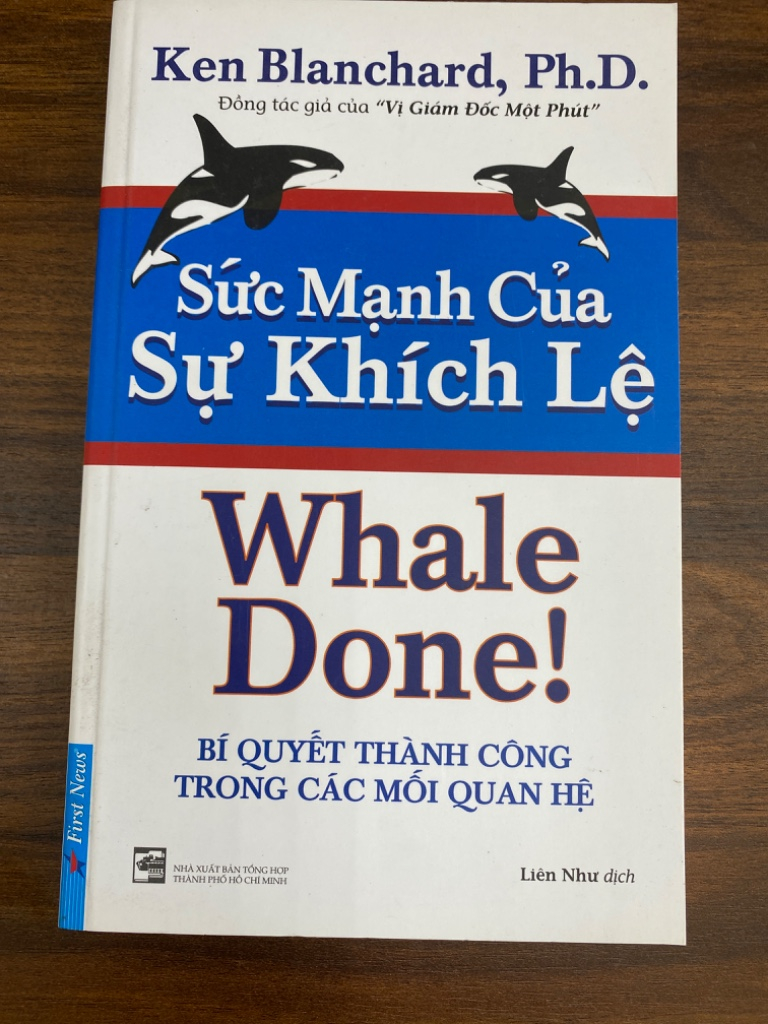 Ken Blanchard, Ph.D.
Đồng tác giả của “Vị Giám Đốc Một Phút”
Sức Mạnh Của
Sự Khích Lệ
Whale
Done!
BÍ QUYẾT THÀNH CÔNG
TRONG CÁC MỐI QUAN HỆ
First News®
NHÀ XUẤT BẢN TỔNG HỢP
THÀNH PHỐ HỒ CHÍ MINH
Liên Như dịch